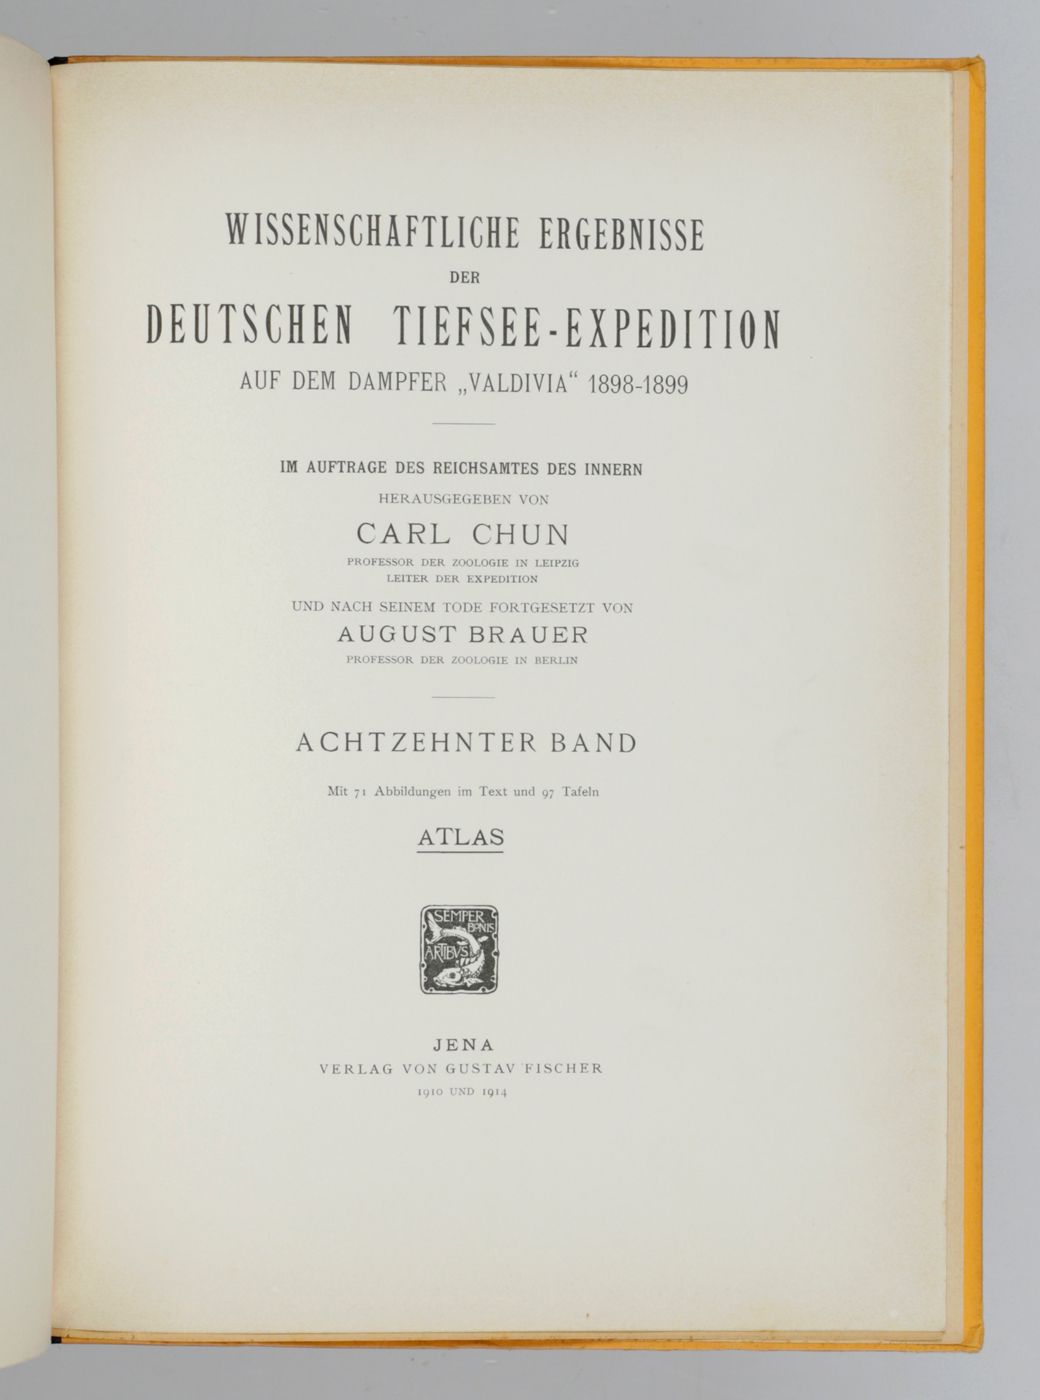 WISSENSCHAFTLICHE ERGEBNISSE
DER
DEUTSCHEN TIEFSEE-EXPEDITION
AUF DEM DAMPFER „VALDIVIA“ 1898-1899
IM AUFTRAGE DES REICHSAMTES DES INNERN
HERAUSGEGEBEN VON
CARL CHUN
PROFESSOR DER ZOOLOGIE IN LEIPZIG
LEITER DER EXPEDITION
UND NACH SEINEM TODE FORTGESETZT VON
AUGUST BRAUER
PROFESSOR DER ZOOLOGIE IN BERLIN
ACHTZEHNTER BAND
Mit 71 Abbildungen im Text und 97 Tafeln
ATLAS
SEMPER
BONIS
ARTIBVS
JENA
VERLAG VON GUSTAV FISCHER
1910 UND 1914